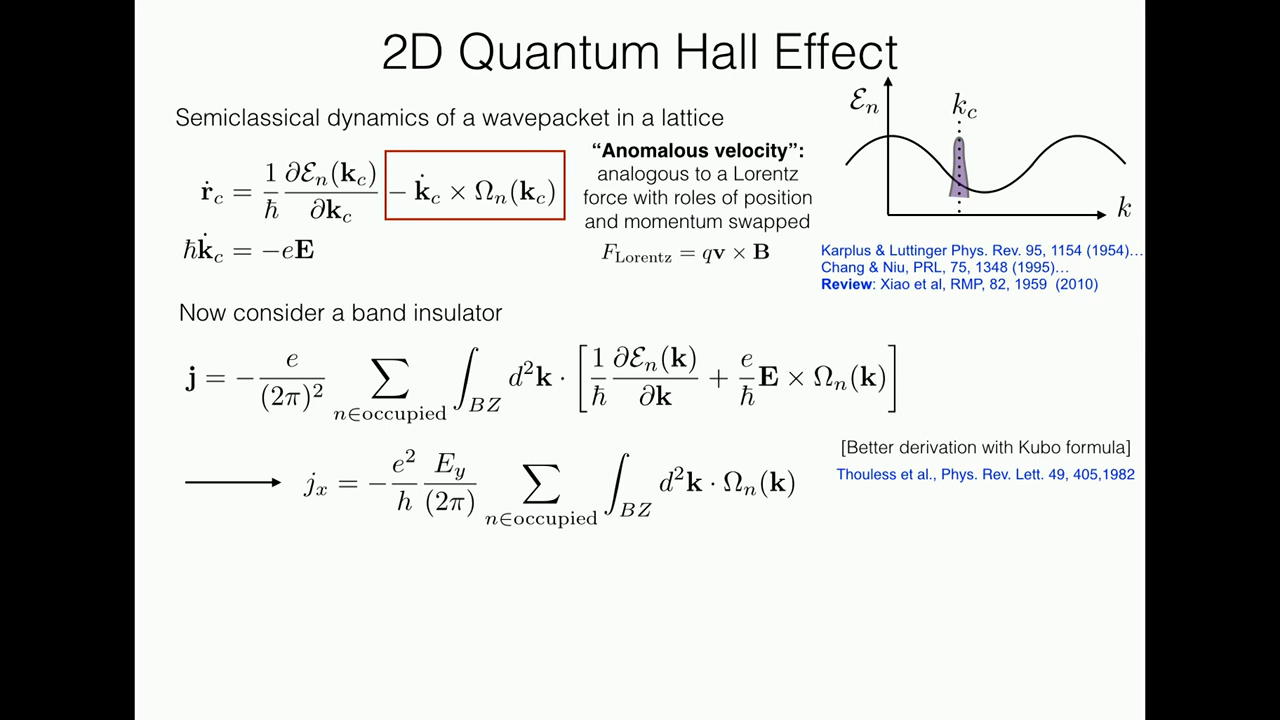 2D Quantum Hall Effect
Semiclassical dynamics of a wavepacket in a lattice
ṙ_c = 1/ħ ∂ℰ_n(k_c)/∂k_c − k̇_c × Ω_n(k_c)
ħk̇_c = −eE
“Anomalous velocity”:
analogous to a Lorentz
force with roles of position
and momentum swapped
F_Lorentz = qv × B
ℰ_n
k_c
k
Karplus & Luttinger Phys. Rev. 95, 1154 (1954)…
Chang & Niu, PRL, 75, 1348 (1995)…
Review: Xiao et al, RMP, 82, 1959 (2010)
Now consider a band insulator
j = − e/(2π)² ∑_{n∈occupied} ∫_{BZ} d²k · [1/ħ ∂ℰ_n(k)/∂k + e/ħ E × Ω_n(k)]
[Better derivation with Kubo formula]
Thouless et al., Phys. Rev. Lett. 49, 405,1982
j_x = − e²/h E_y/(2π) ∑_{n∈occupied} ∫_{BZ} d²k · Ω_n(k)